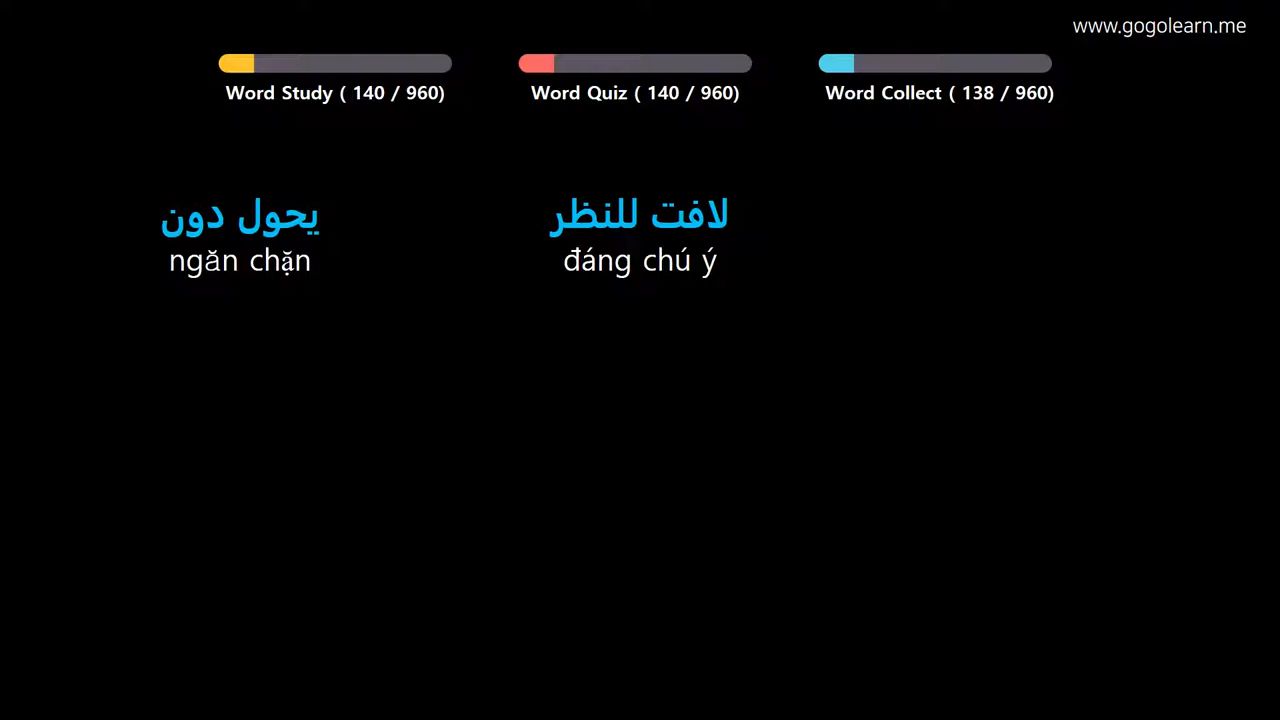 www.gogolearn.me
Word Study ( 140 / 960)
Word Quiz ( 140 / 960)
Word Collect ( 138 / 960)
يحول دون
ngăn chặn
لافت للنظر
đáng chú ý